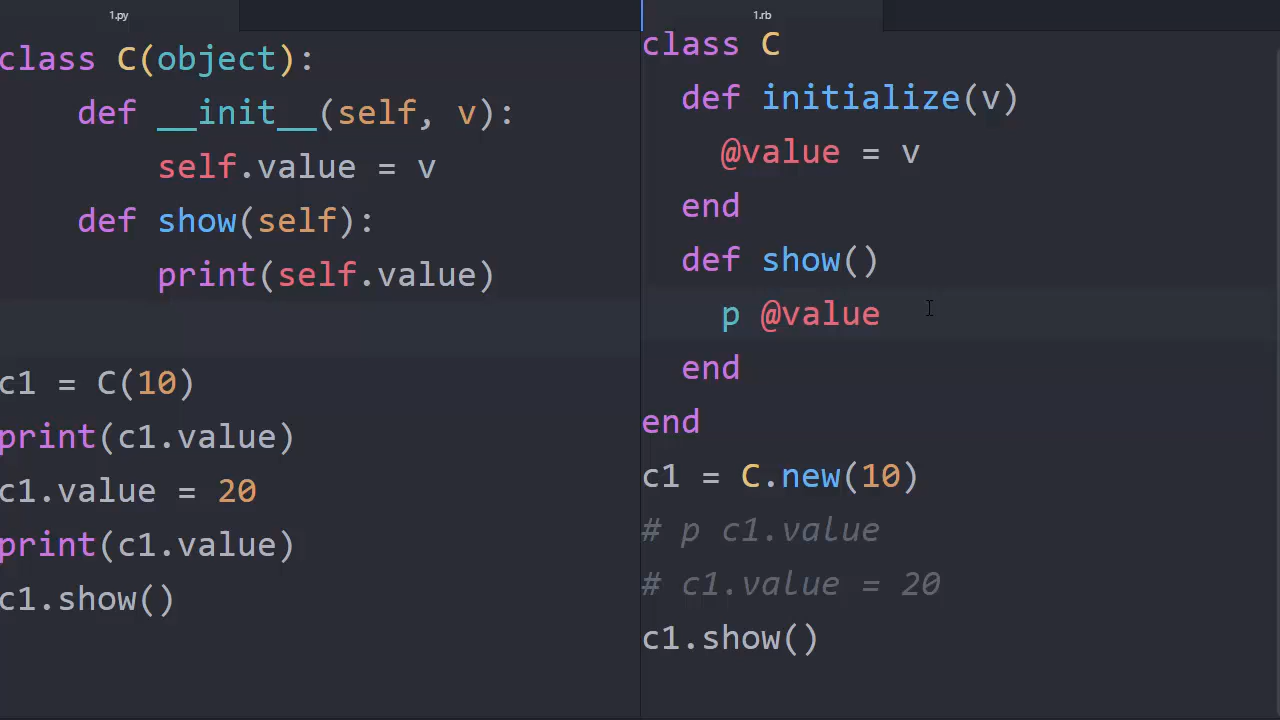 1.py
class C(object):
    def __init__(self, v):
        self.value = v
    def show(self):
        print(self.value)
c1 = C(10)
print(c1.value)
c1.value = 20
print(c1.value)
c1.show()
1.rb
class C
  def initialize(v)
    @value = v
  end
  def show()
    p @value
  end
end
c1 = C.new(10)
# p c1.value
# c1.value = 20
c1.show()